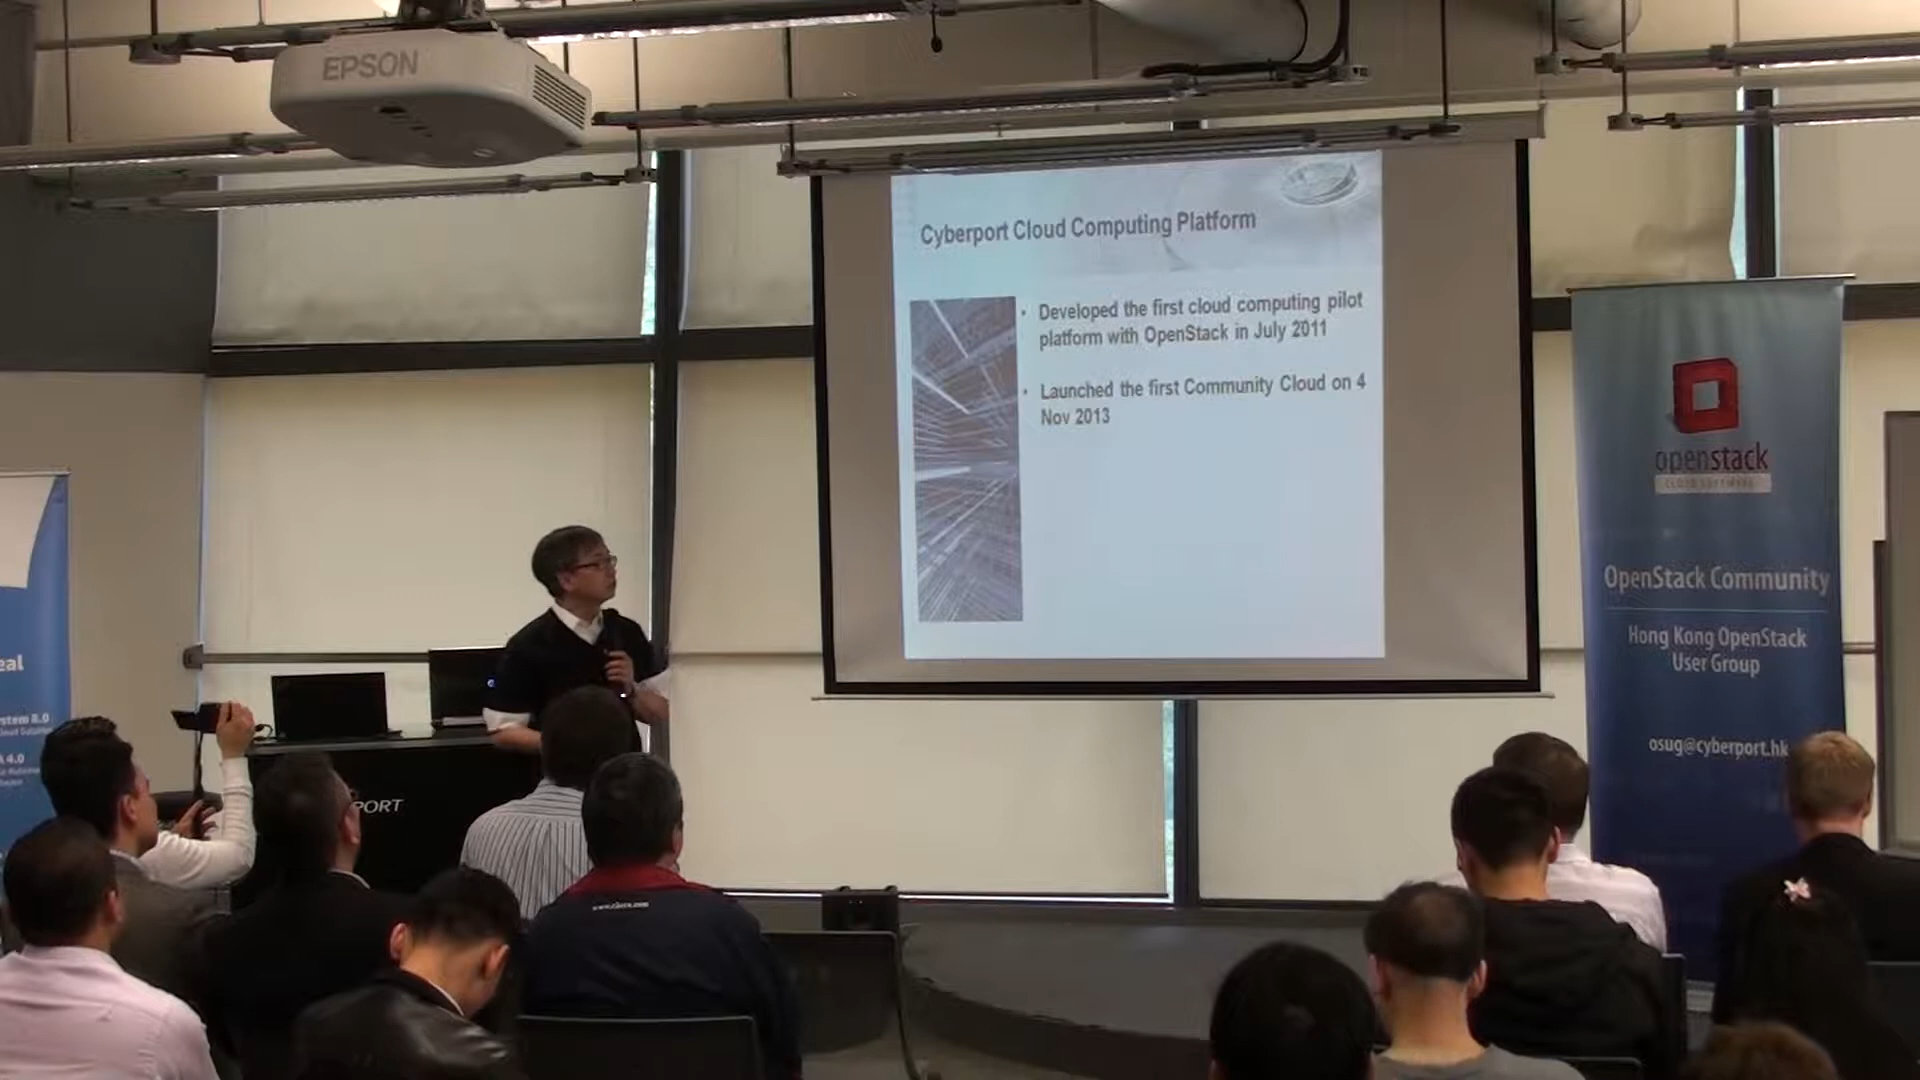 EPSON
Cyberport Cloud Computing Platform
• Developed the first cloud computing pilot
platform with OpenStack in July 2011
• Launched the first Community Cloud on 4
Nov 2013
openstack
CLOUD SOFTWARE
OpenStack Community
Hong Kong OpenStack
User Group
osug@cyberport.hk
eal
stem 8.0
A 4.0
PORT